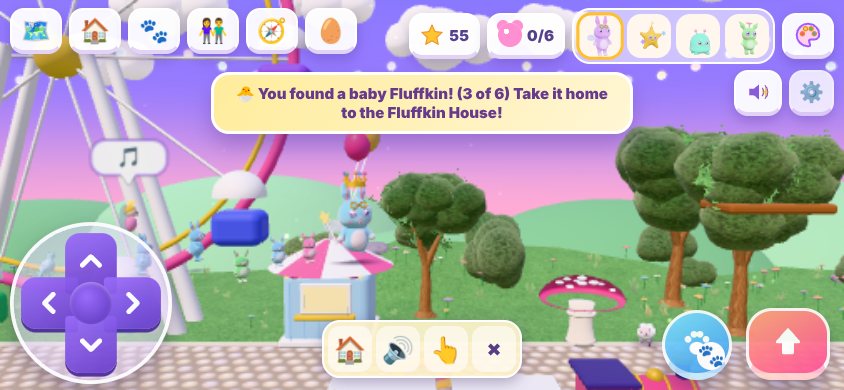 55
0/6
🐣 You found a baby Fluffkin! (3 of 6) Take it home
to the Fluffkin House!